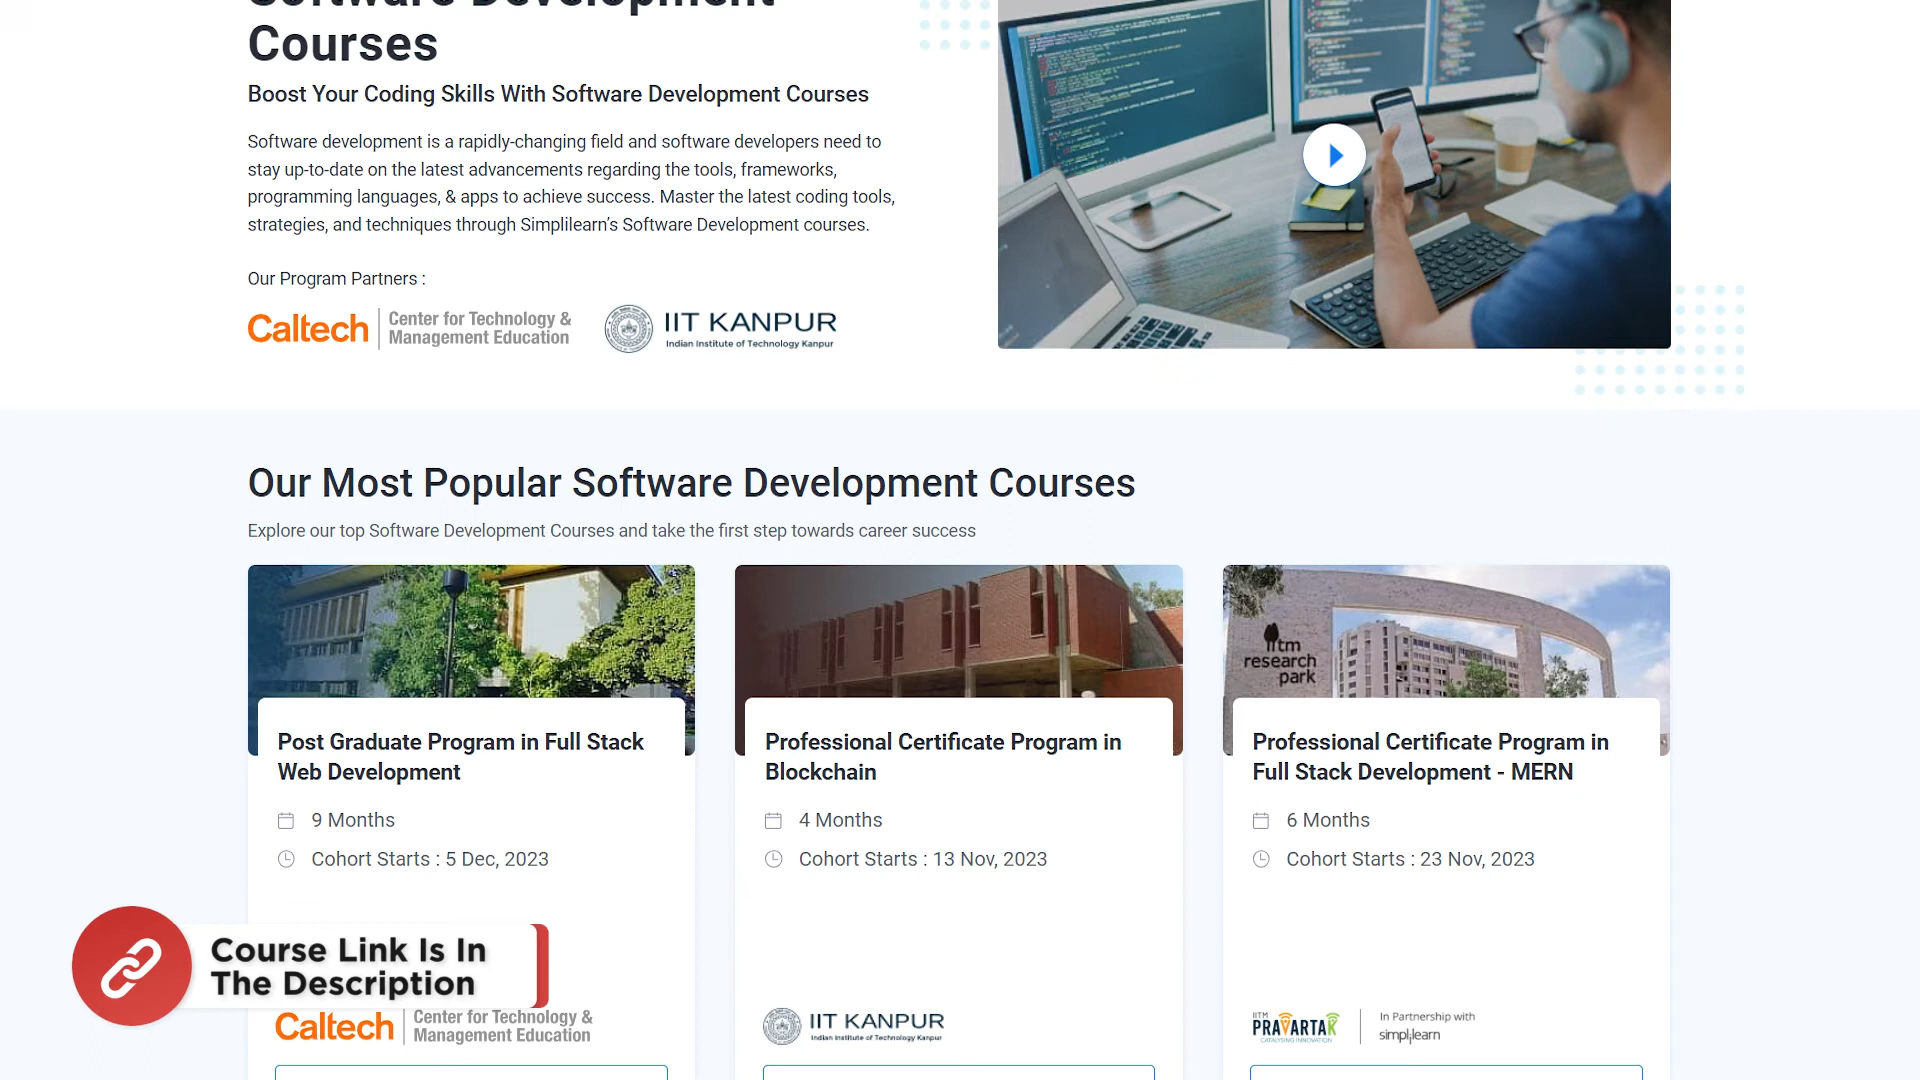 Software Development
Courses
Boost Your Coding Skills With Software Development Courses
Software development is a rapidly-changing field and software developers need to
stay up-to-date on the latest advancements regarding the tools, frameworks,
programming languages, & apps to achieve success. Master the latest coding tools,
strategies, and techniques through Simplilearn’s Software Development courses.
Our Program Partners :
Caltech
Center for Technology &
Management Education
IIT KANPUR
Indian Institute of Technology Kanpur
Our Most Popular Software Development Courses
Explore our top Software Development Courses and take the first step towards career success
Post Graduate Program in Full Stack
Web Development
9 Months
Cohort Starts : 5 Dec, 2023
Caltech
Center for Technology &
Management Education
Professional Certificate Program in
Blockchain
4 Months
Cohort Starts : 13 Nov, 2023
IIT KANPUR
Indian Institute of Technology Kanpur
iitm
research
park
Professional Certificate Program in
Full Stack Development - MERN
6 Months
Cohort Starts : 23 Nov, 2023
IITM
PRAVARTAK
CATALYSING INNOVATION
In Partnership with
simplilearn
Course Link Is In
The Description